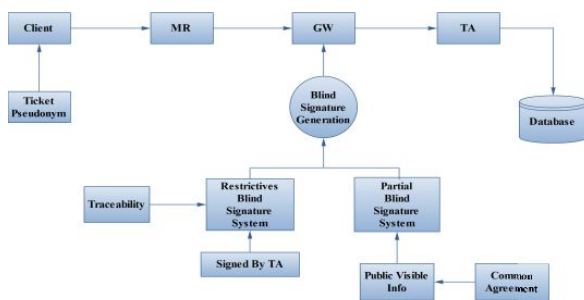 Client
MR
GW
TA
Ticket
Pseudonym
Blind
Signature
Generation
Database
Traceability
Restrictives
Blind
Signature
System
Partial
Blind
Signature
System
Signed By TA
Public Visible
Info
Common
Agreement